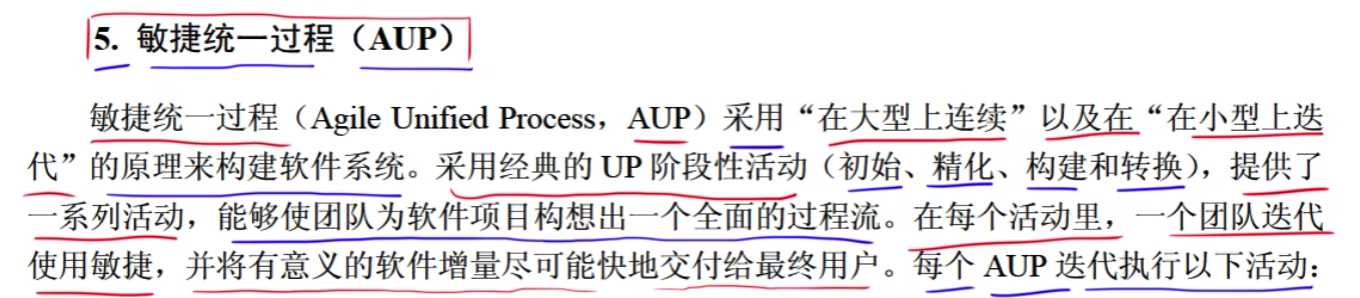 5. 敏捷统一过程（AUP）
敏捷统一过程（Agile Unified Process，AUP）采用“在大型上连续”以及在“在小型上迭
代”的原理来构建软件系统。采用经典的 UP 阶段性活动（初始、精化、构建和转换），提供了
一系列活动，能够使团队为软件项目构想出一个全面的过程流。在每个活动里，一个团队迭代
使用敏捷，并将有意义的软件增量尽可能快地交付给最终用户。每个 AUP 迭代执行以下活动：